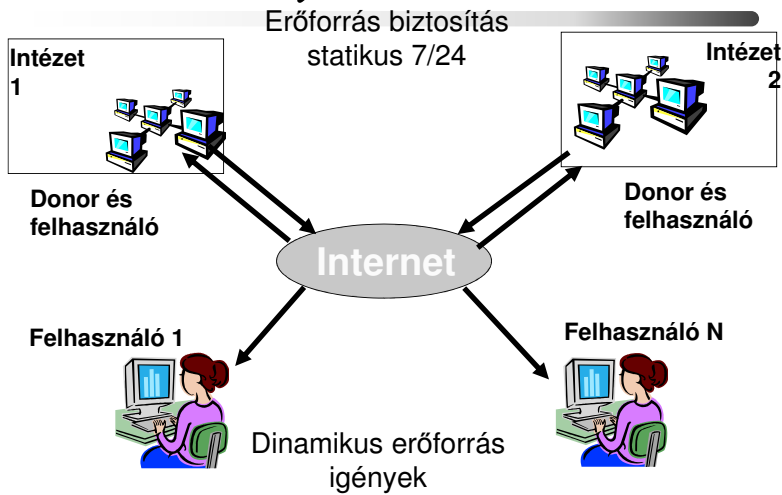 Erőforrás biztosítás
statikus 7/24
Intézet
1
Intézet
2
Donor és
felhasználó
Donor és
felhasználó
Internet
Felhasználó 1
Felhasználó N
Dinamikus erőforrás
igények